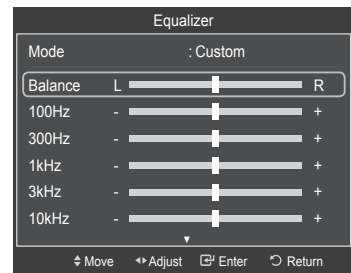 Equalizer
Mode : Custom
Balance L R
100Hz - +
300Hz - +
1kHz - +
3kHz - +
10kHz - +
▼
Move Adjust Enter Return